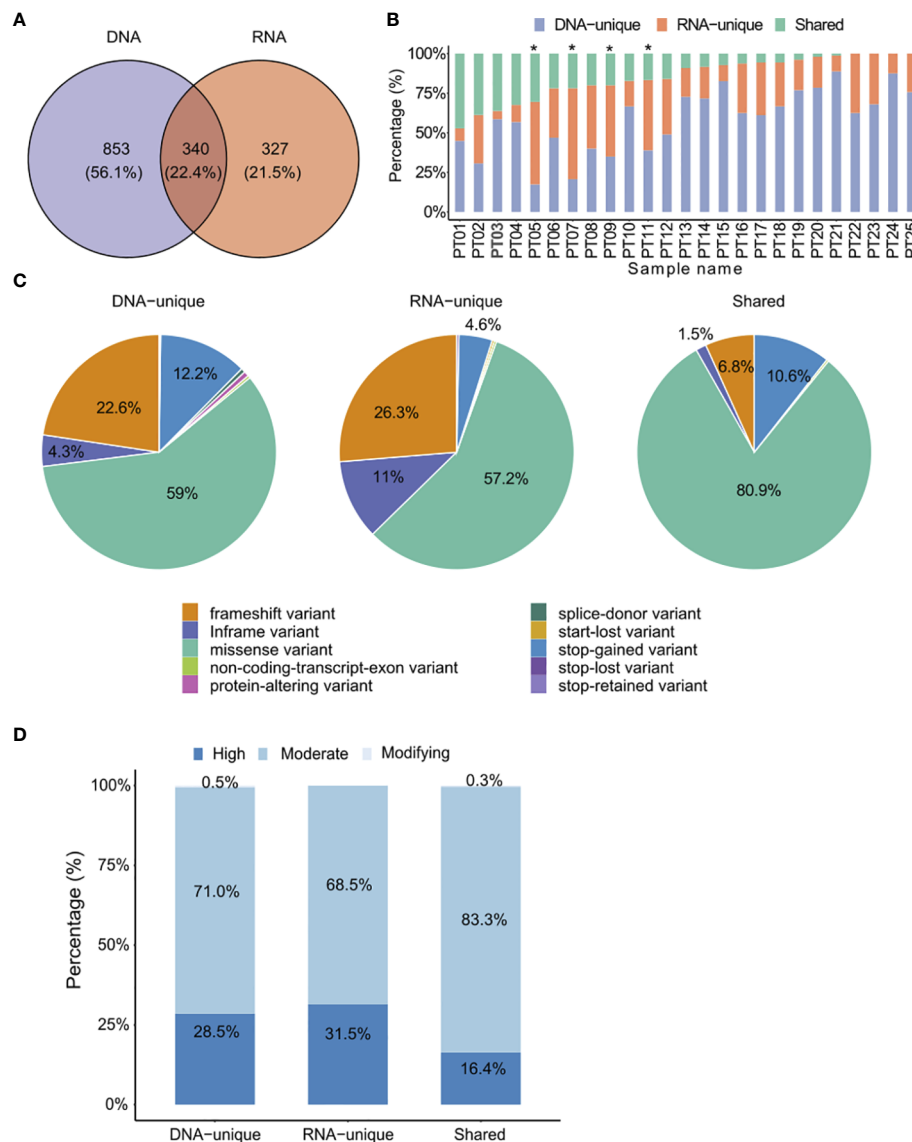 A
DNA
RNA
853
(56.1%)
340
(22.4%)
327
(21.5%)
B
DNA−unique
RNA−unique
Shared
* * * *
Percentage (%)
100%
75%
50%
25%
0%
PT01
PT02
PT03
PT04
PT05
PT06
PT07
PT08
PT09
PT10
PT11
PT12
PT13
PT14
PT15
PT16
PT17
PT18
PT19
PT20
PT21
PT22
PT23
PT24
PT25
Sample name
C
DNA−unique
12.2%
22.6%
4.3%
59%
RNA−unique
4.6%
26.3%
11%
57.2%
Shared
1.5%
6.8%
10.6%
80.9%
frameshift variant
Inframe variant
missense variant
non-coding-transcript-exon variant
protein-altering variant
splice-donor variant
start-lost variant
stop-gained variant
stop-lost variant
stop-retained variant
D
High
Moderate
Modifying
Percentage (%)
100%
75%
50%
25%
0%
0.5%
71.0%
28.5%
68.5%
31.5%
0.3%
83.3%
16.4%
DNA−unique
RNA−unique
Shared